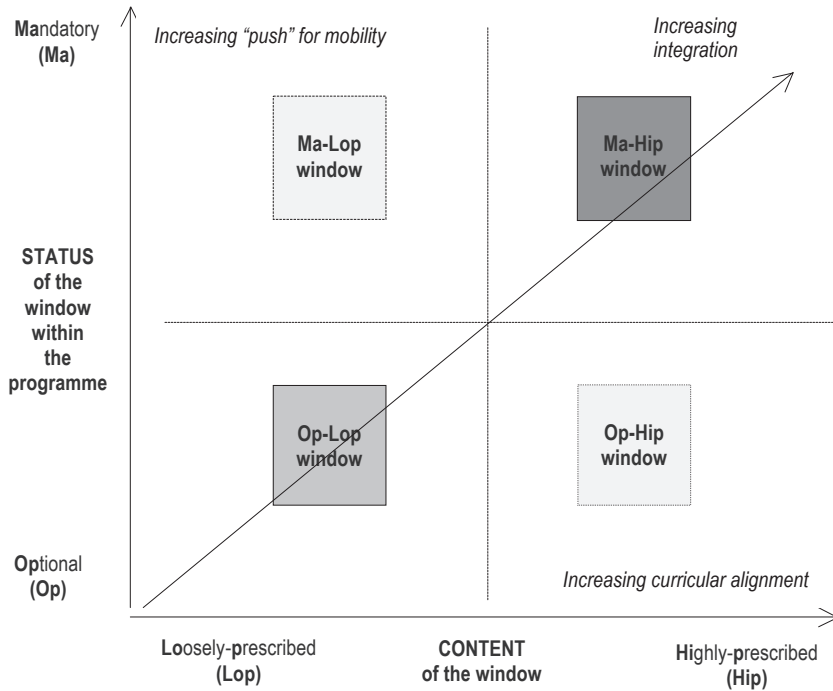 Mandatory
(Ma)
Increasing “push” for mobility
Increasing
integration
Ma-Lop
window
Ma-Hip
window
STATUS
of the
window
within
the
programme
Op-Lop
window
Op-Hip
window
Optional
(Op)
Increasing curricular alignment
Loosely-prescribed
(Lop)
CONTENT
of the window
Highly-prescribed
(Hip)